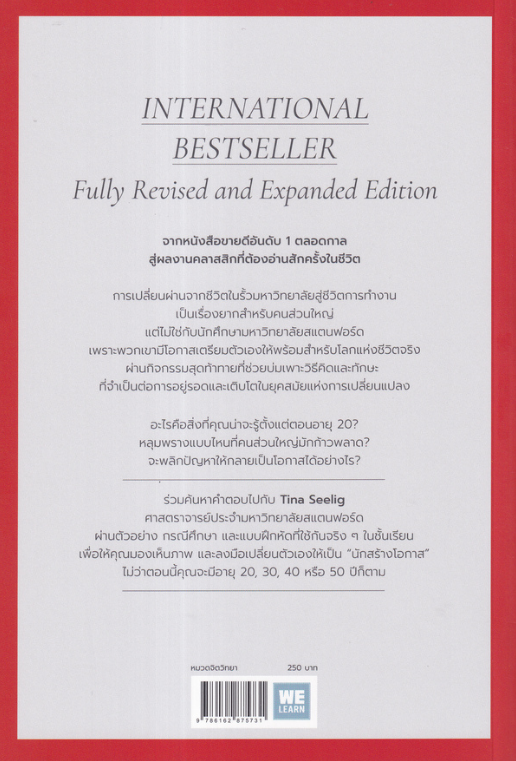 INTERNATIONAL
BESTSELLER
Fully Revised and Expanded Edition
จากหนังสือขายดีอันดับ 1 ตลอดกาล
สู่ผลงานคลาสสิกที่ต้องอ่านสักครั้งในชีวิต
การเปลี่ยนผ่านจากชีวิตในรั้วมหาวิทยาลัยสู่ชีวิตการทำงาน
เป็นเรื่องยากสำหรับคนส่วนใหญ่
แต่ไม่ใช่กับนักศึกษามหาวิทยาลัยสแตนฟอร์ด
เพราะพวกเขามีโอกาสเตรียมตัวเองให้พร้อมสำหรับโลกแห่งชีวิตจริง
ผ่านกิจกรรมสุดท้าทายที่ช่วยบ่มเพาะวิธีคิดและทักษะ
ที่จำเป็นต่อการอยู่รอดและเติบโตในยุคสมัยแห่งการเปลี่ยนแปลง
อะไรคือสิ่งที่คุณน่าจะรู้ตั้งแต่ตอนอายุ 20?
หลุมพรางแบบไหนที่คนส่วนใหญ่มักก้าวพลาด?
จะพลิกปัญหาให้กลายเป็นโอกาสได้อย่างไร?
ร่วมค้นหาคำตอบไปกับ Tina Seelig
ศาสตราจารย์ประจำมหาวิทยาลัยสแตนฟอร์ด
ผ่านตัวอย่าง กรณีศึกษา และแบบฝึกหัดที่ใช้กันจริง ๆ ในชั้นเรียน
เพื่อให้คุณมองเห็นภาพ และลงมือเปลี่ยนตัวเองให้เป็น “นักสร้างโอกาส”
ไม่ว่าตอนนี้คุณจะมีอายุ 20, 30, 40 หรือ 50 ปีก็ตาม
หมวดจิตวิทยา 250 บาท
WE
LEARN
9 786162 875731